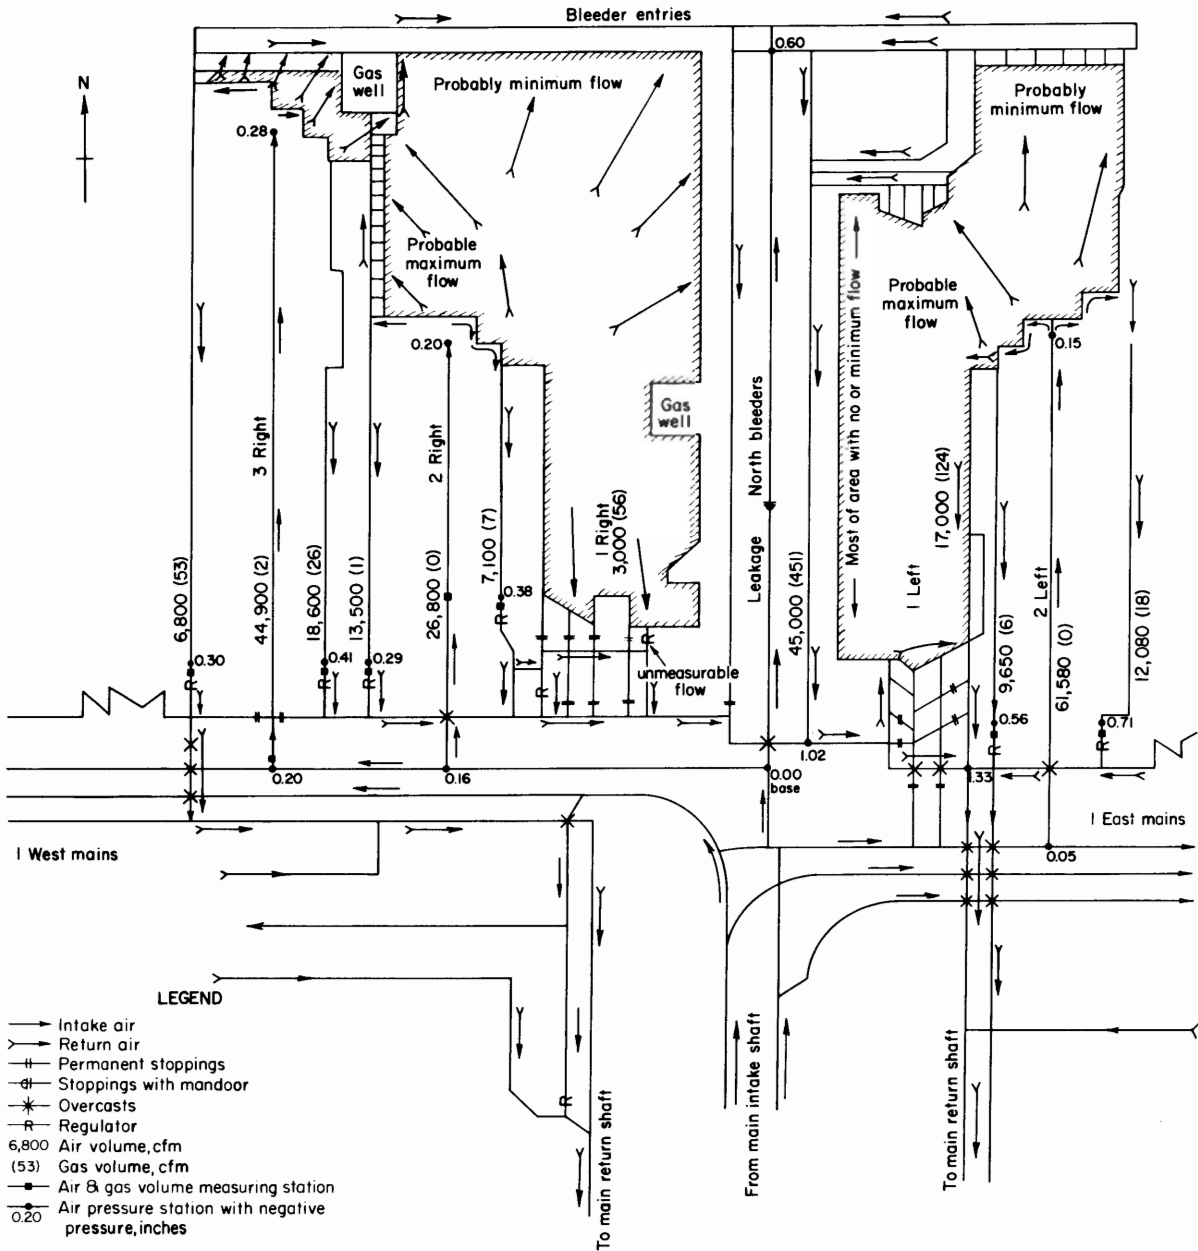 Bleeder entries
0.60
N
Gas
well
Probably minimum flow
Probably
minimum flow
0.28
Probable
maximum
flow
Probable
maximum
flow
0.20
0.15
Gas
well
3 Right
2 Right
1 Right
3,000 (56)
Leakage
North bleeders
Most of area with no or minimum flow
17,000 (124)
1 Left
2 Left
6,800 (53)
44,900 (2)
18,600 (26)
13,500 (1)
26,800 (0)
7,100 (7)
45,000 (451)
9,650 (6)
61,580 (0)
12,080 (18)
0.38
R
R
unmeasurable
flow
0.30
R
0.41
R
0.29
R
R
0.56
R
0.71
R
1.02
0.20
0.16
0.00
base
1.33
0.05
1 West mains
1 East mains
R
To main return shaft
From main intake shaft
To main return shaft
LEGEND
Intake air
Return air
Permanent stoppings
Stoppings with mandoor
Overcasts
R Regulator
6,800 Air volume, cfm
(53) Gas volume, cfm
Air & gas volume measuring station
0.20 Air pressure station with negative
pressure, inches